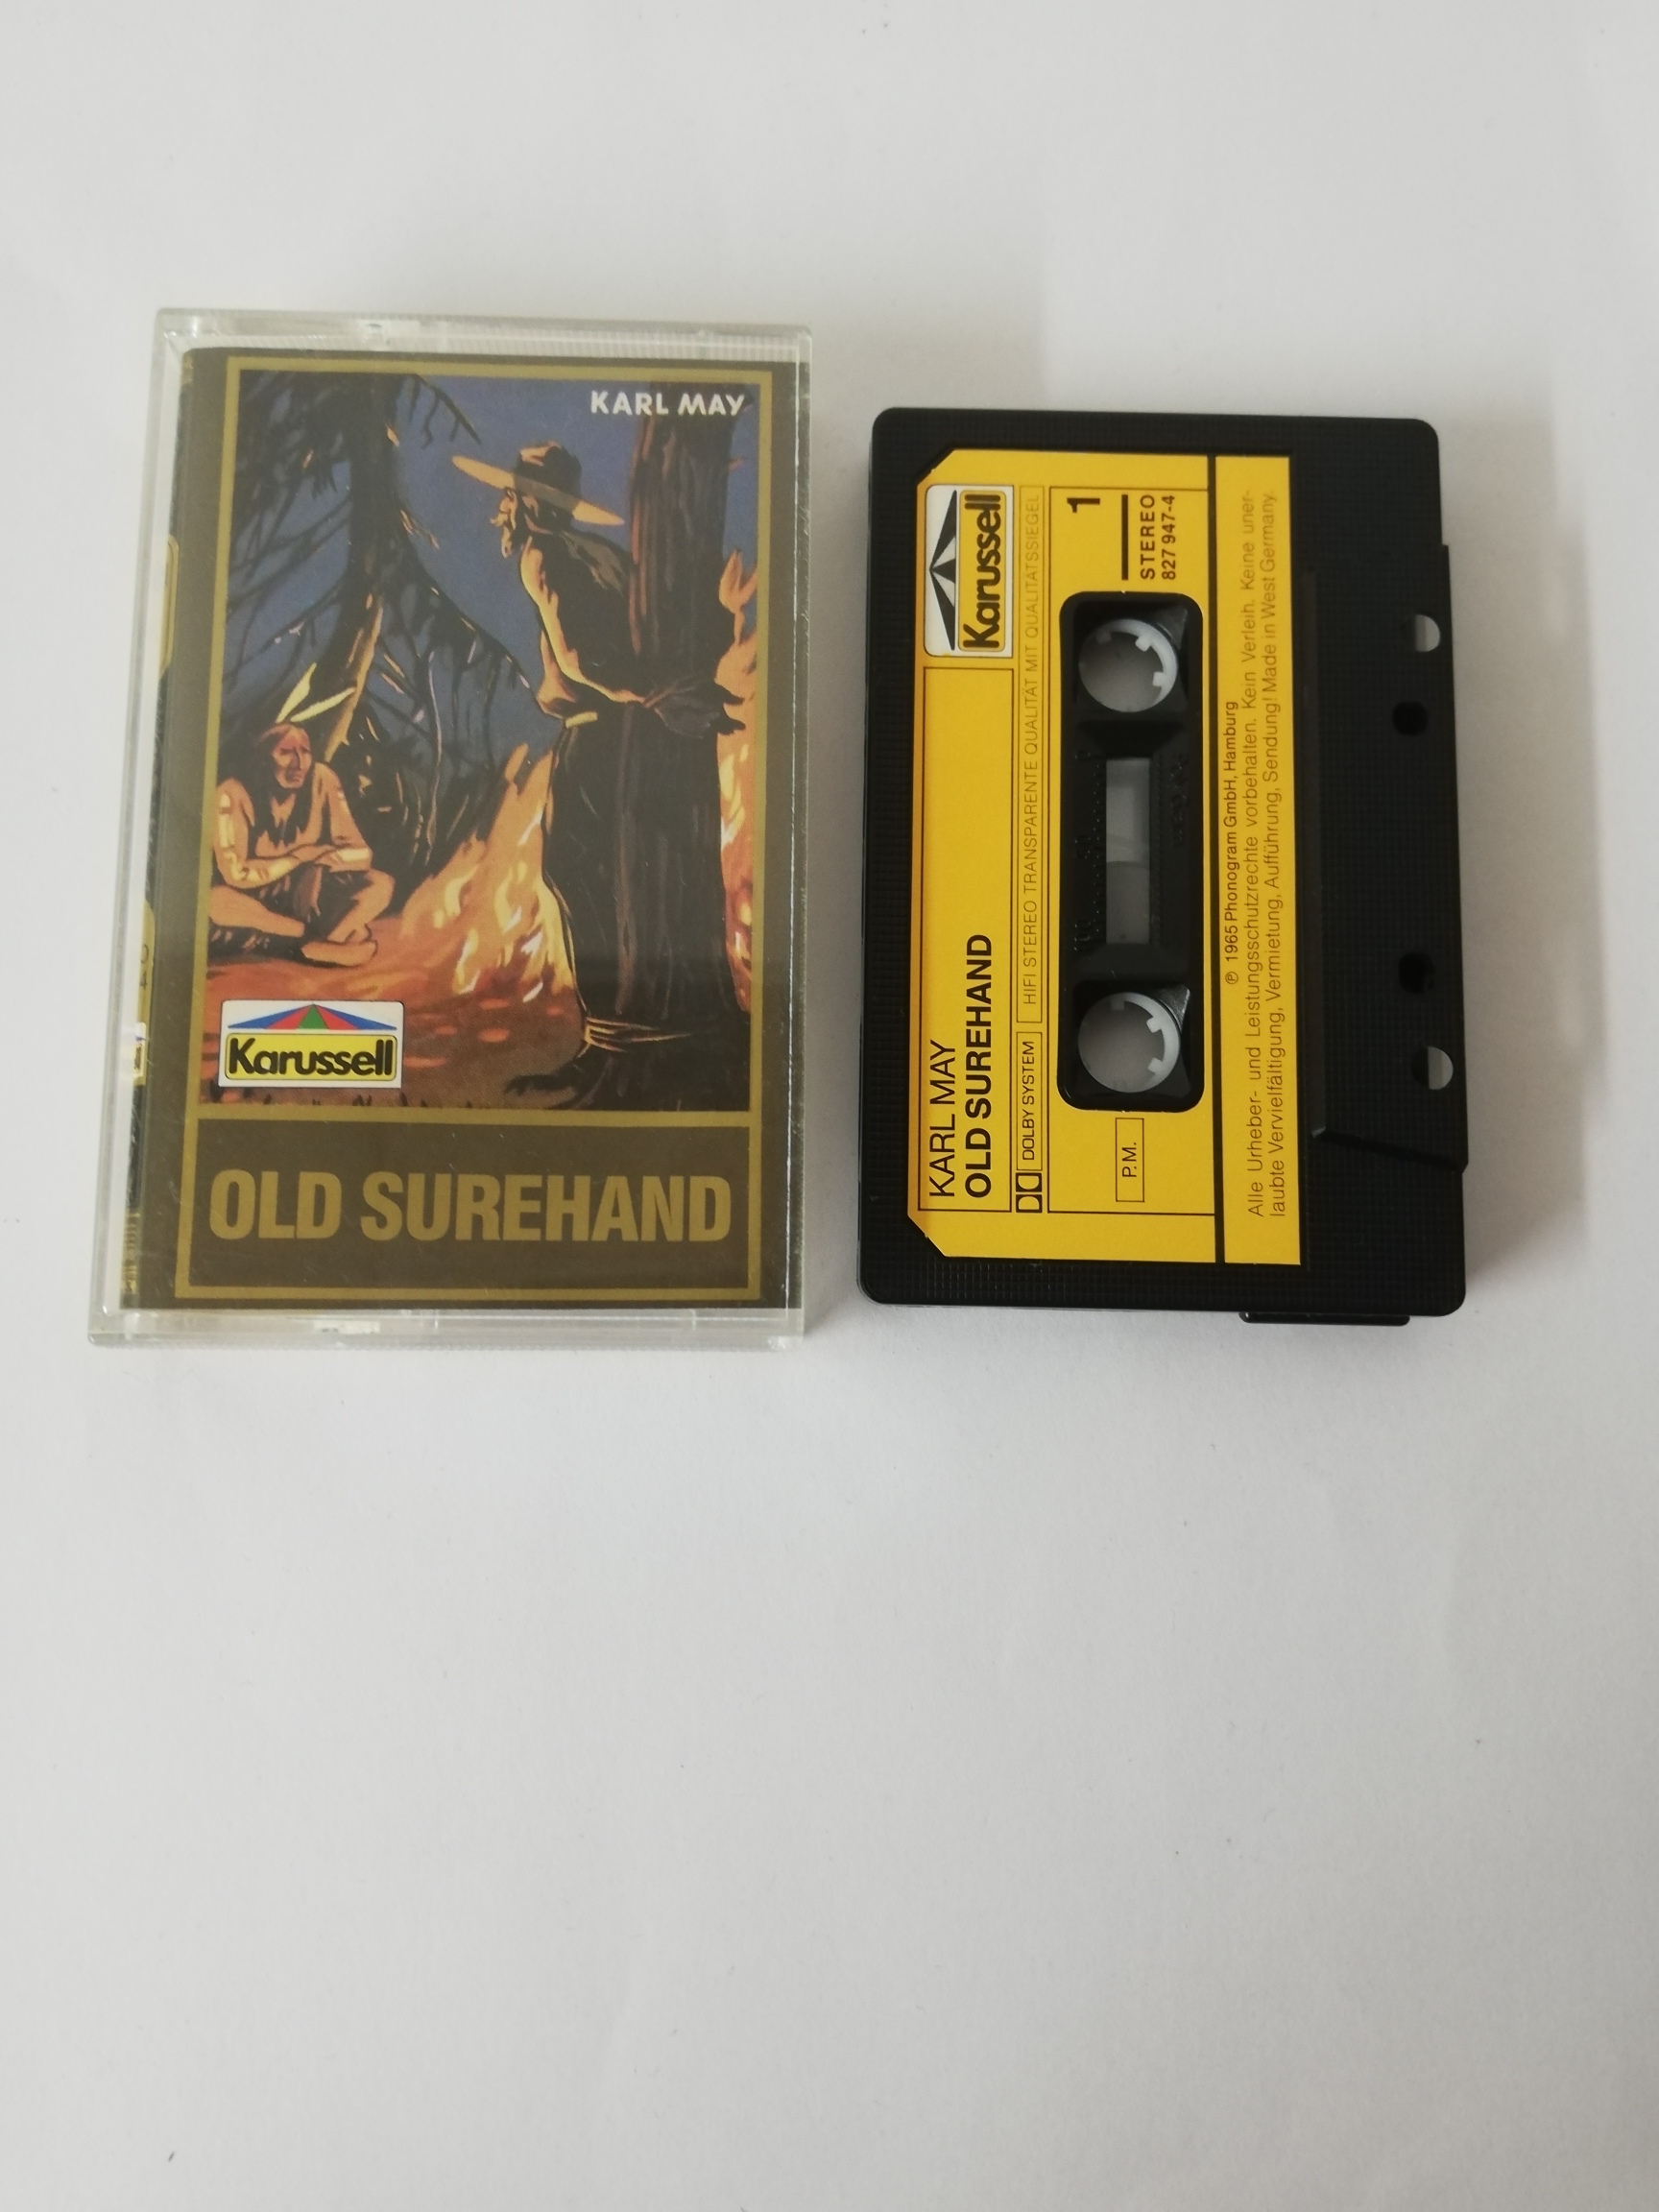 KARL MAY
Karussell
OLD SUREHAND
KARL MAY
OLD SUREHAND
Karussell
DOLBY SYSTEM
HIFI STEREO TRANSPARENTE QUALITÄT MIT QUALITÄTSSIEGEL
P.M.
1
STEREO
827 947-4
℗ 1965 Phonogram GmbH, Hamburg
Alle Urheber- und Leistungsschutzrechte vorbehalten. Kein Verleih. Keine uner-
laubte Vervielfältigung, Vermietung, Aufführung, Sendung! Made in West Germany.